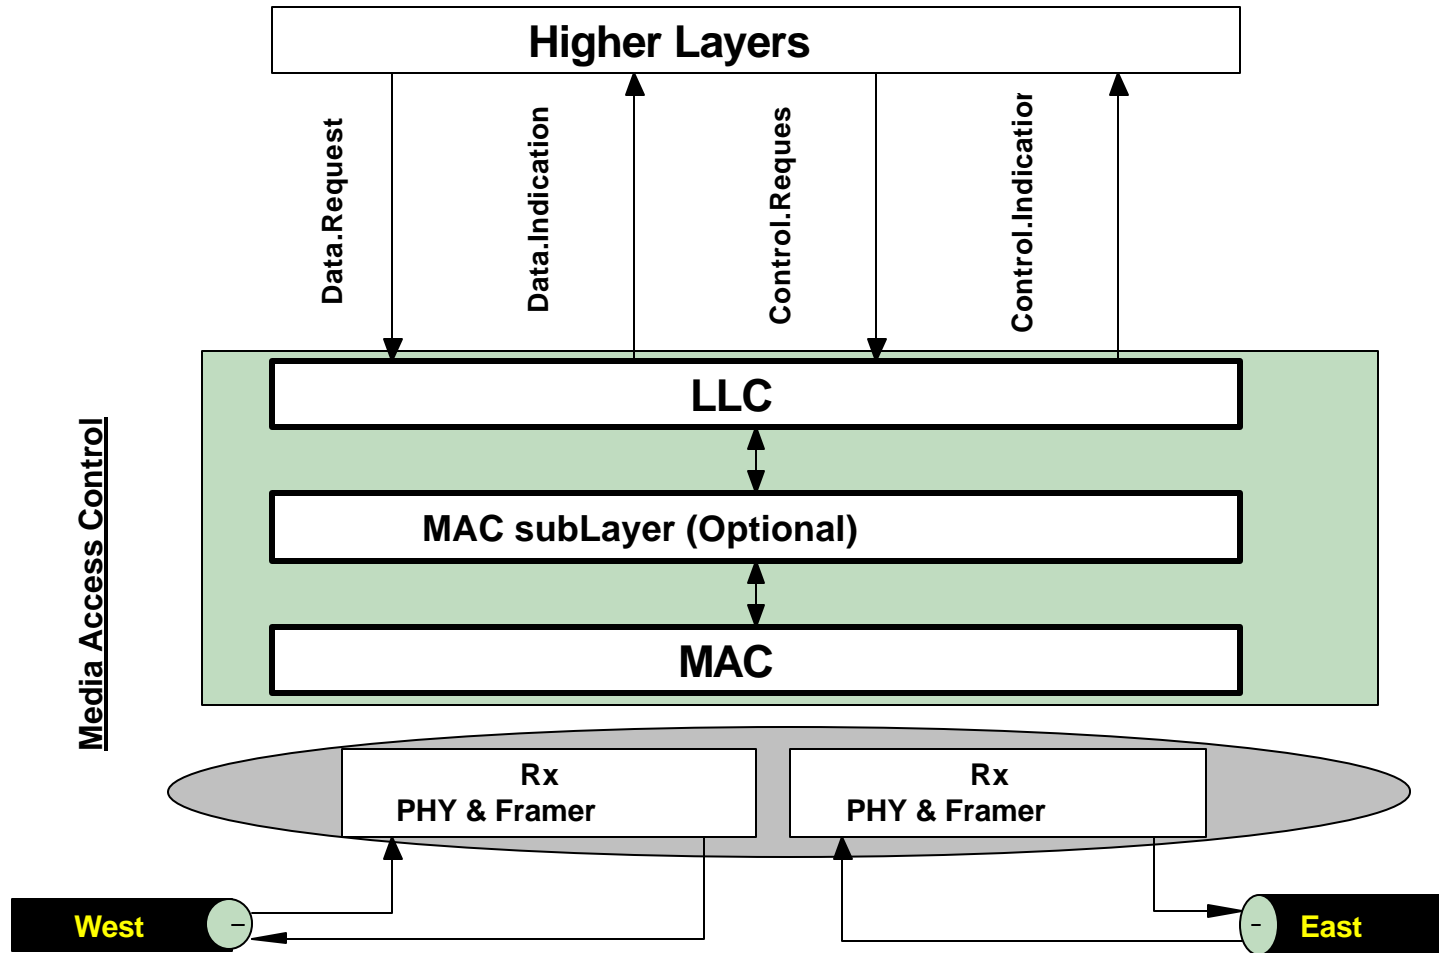 Higher Layers
Data.Request
Data.Indication
Control.Reques
Control.Indication
LLC
MAC subLayer (Optional)
MAC
Media Access Control
Rx
PHY & Framer
Rx
PHY & Framer
West
East